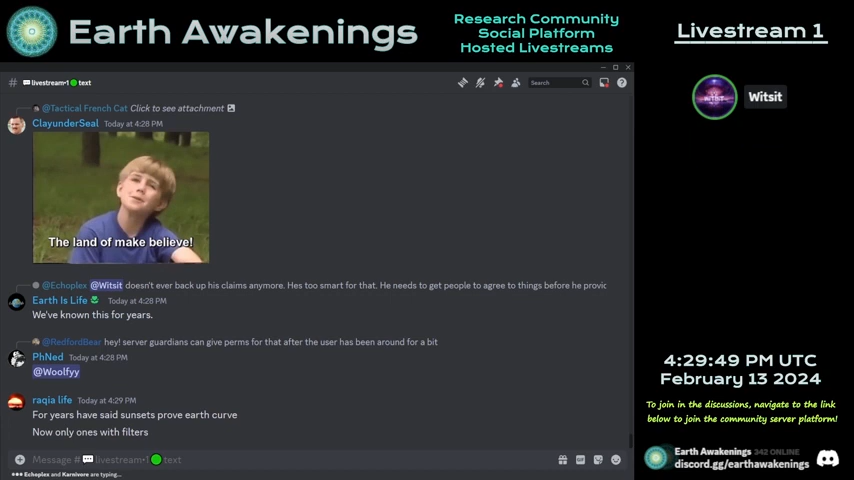 Earth Awakenings
Research Community
Social Platform
Hosted Livestreams
Livestream 1
# livestream•1 text
Search
@Tactical French Cat Click to see attachment
ClayunderSeal Today at 4:28 PM
The land of make believe!
@Echoplex @Witsit doesn't ever back up his claims anymore. Hes too smart for that. He needs to get people to agree to things before he provic
Earth Is Life Today at 4:28 PM
We've known this for years.
@RedfordBear hey! server guardians can give perms for that after the user has been around for a bit
PhNed Today at 4:28 PM
@Woolfyy
raqia life Today at 4:29 PM
For years have said sunsets prove earth curve
Now only ones with filters
Message # livestream•1 text
GIF
Echoplex and Karnivore are typing...
WITSIT
Witsit
4:29:49 PM UTC
February 13 2024
To join in the discussions, navigate to the link
below to join the community server platform!
Earth Awakenings 342 ONLINE
discord.gg/earthawakenings